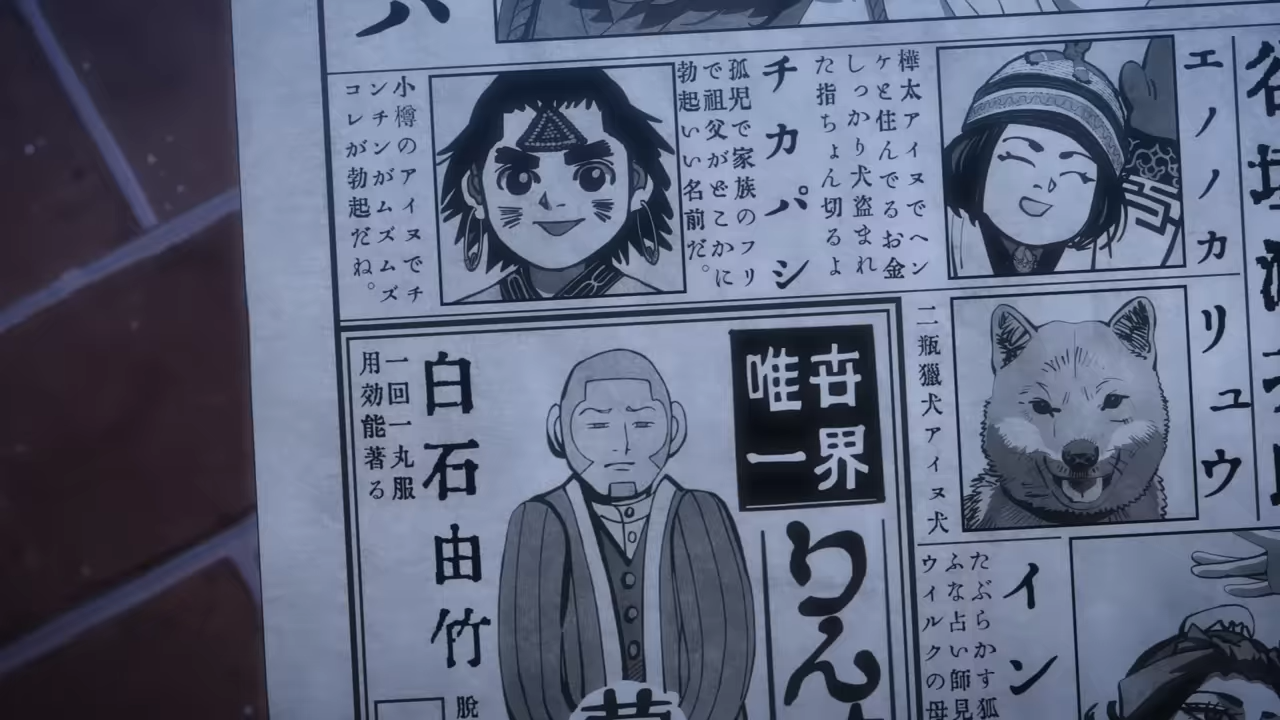 エノノカ
樺太アイヌでヘン
ケと住んでるお金
しっかり犬盗まれ
た指ちょん切るよ
チカパシ
孤児で家族のフリ
で祖父がどこかに
勃起いい名前だ。
小樽のアイヌでチ
ンチンがムズムズ
コレが勃起だね。
パ
リュウ
二瓶獵犬アイヌ犬
イン
たぶらかす狐
ふな占い師見
ウイルクの母
世界
唯一
りん
白石由竹
一回一丸服
用効能著る
脫